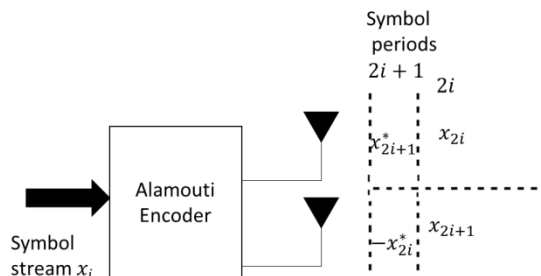 Symbol
periods
2i + 1
2i
x*₂ᵢ₊₁
x₂ᵢ
Alamouti
Encoder
x₂ᵢ₊₁
−x*₂ᵢ
Symbol
stream xᵢ